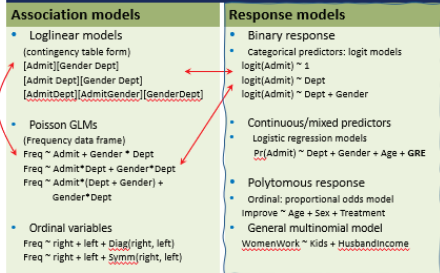 Association models
• Loglinear models
(contingency table form)
[Admit][Gender Dept]
[Admit Dept][Gender Dept]
[AdmitDept][AdmitGender][GenderDept]
• Poisson GLMs
(Frequency data frame)
Freq ~ Admit + Gender * Dept
Freq ~ Admit*Dept + Gender*Dept
Freq ~ Admit*(Dept + Gender) +
Gender*Dept
• Ordinal variables
Freq ~ right + left + Diag(right, left)
Freq ~ right + left + Symm(right, left)
Response models
• Binary response
• Categorical predictors: logit models
logit(Admit) ~ 1
logit(Admit) ~ Dept
logit(Admit) ~ Dept + Gender
• Continuous/mixed predictors
• Logistic regression models
Pr(Admit) ~ Dept + Gender + Age + GRE
• Polytomous response
• Ordinal: proportional odds model
Improve ~ Age + Sex + Treatment
• General multinomial model
WomenWork ~ Kids + HusbandIncome